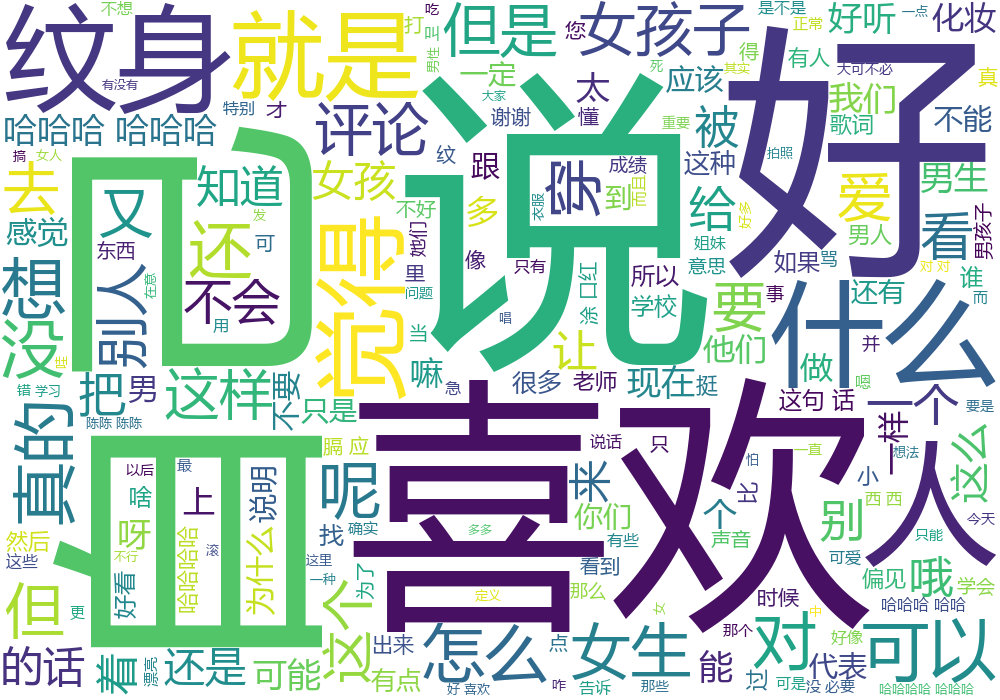 不想
吃
纹身
就是
打
叫
但是
您
女孩子
是不是
正常
好听
一点
化妆
男性
一定
得
有人
真
有没有
死
其实
大可不必
特别
才
大家
太
应该
我们
哈哈哈 哈哈哈
评论
谢谢
懂
被
重要
好
歌词
不能
搞
女人
纹
跟
说
穿
成绩
这种
拍照
去
回
知道
女孩
多
到
而且
给
爱
男生
又
发
不好
衣服
好多
男人
看
男孩子
感觉
还
觉得
她们
像
姐妹
东西
可
里
只有
意思
如果
骂
对 对
想
在意
别人
不会
问题
涂 口红
所以
要
事
什么
还有
谁
而
用
当
唱
学校
没
哇
让
他们
做
并
错 学习
把
男
这样
嘛
急
很多
老师
现在
挺
嗯
不要
只是
这句 话
一个
要是
陈陈 陈陈
真的
直
膈 应
喜欢
说话
只
一样
人
这么
以后
最
说明
呢
来
怕
一直
想法
啥
上
比
小
西 西
呀
找
确实
多多
你们
个
别
今天
然后
哈哈哈哈
为什么
滚
有些
声音
只能
这些
不行
这里
看到
可爱
偏见
哦
学会
但
好看
一种
为了
那么
更
这个
定义
女
时候
哈哈哈 哈哈
中
那个
好像
的话
着
漂亮
还是
可能
出来
怎么
点
女生
能
对
代表
可以
有点
好 喜欢
咋
告诉
那些
过
可是
没 必要
哈哈哈哈 哈哈哈